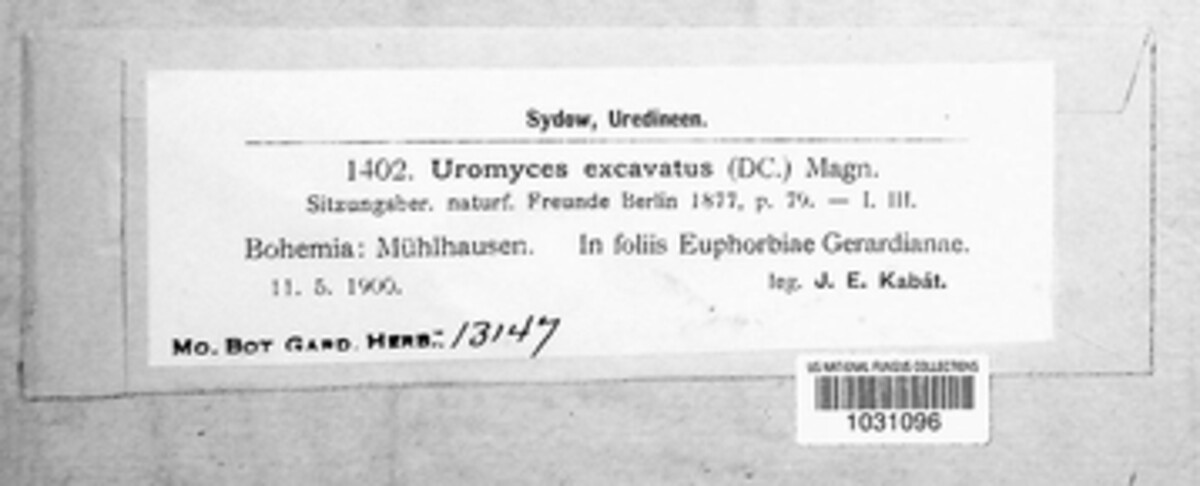 Sydow, Uredineen.
1402. Uromyces excavatus (DC.) Magn.
Sitzungsber. naturf. Freunde Berlin 1877, p. 79. — I. III.
Bohemia: Mühlhausen. In foliis Euphorbiae Gerardianae.
11. 5. 1900. leg. J. E. Kabát.
MO. BOT GARD. HERB. 13147
US NATIONAL FUNGUS COLLECTIONS
1031096